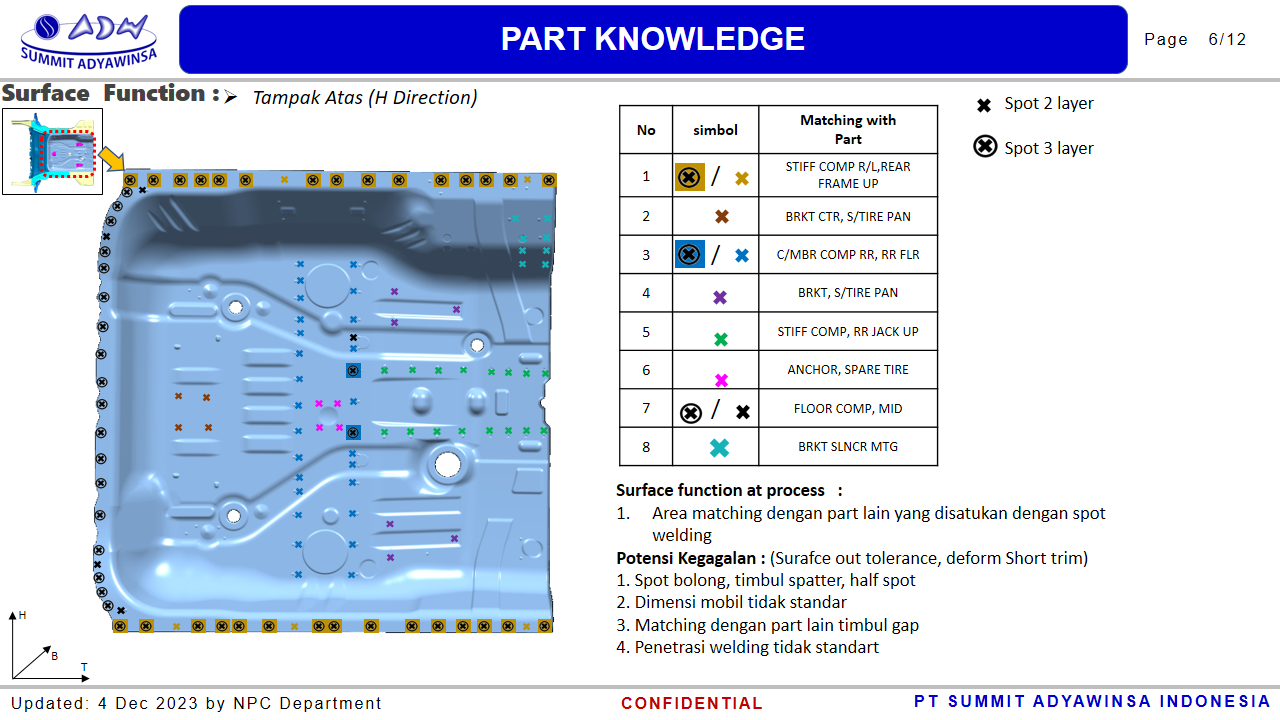 ADW
SUMMIT ADYAWINSA
PART KNOWLEDGE
Page 6/12
Surface Function :
➢ Tampak Atas (H Direction)
Spot 2 layer
Spot 3 layer
No simbol Matching with
Part
1 / STIFF COMP R/L,REAR
FRAME UP
2 BRKT CTR, S/TIRE PAN
3 / C/MBR COMP RR, RR FLR
4 BRKT, S/TIRE PAN
5 STIFF COMP, RR JACK UP
6 ANCHOR, SPARE TIRE
7 / FLOOR COMP, MID
8 BRKT SLNCR MTG
Surface function at process :
1. Area matching dengan part lain yang disatukan dengan spot
welding
Potensi Kegagalan : (Surafce out tolerance, deform Short trim)
1. Spot bolong, timbul spatter, half spot
2. Dimensi mobil tidak standar
3. Matching dengan part lain timbul gap
4. Penetrasi welding tidak standart
H
B
T
Updated: 4 Dec 2023 by NPC Department
CONFIDENTIAL
PT SUMMIT ADYAWINSA INDONESIA